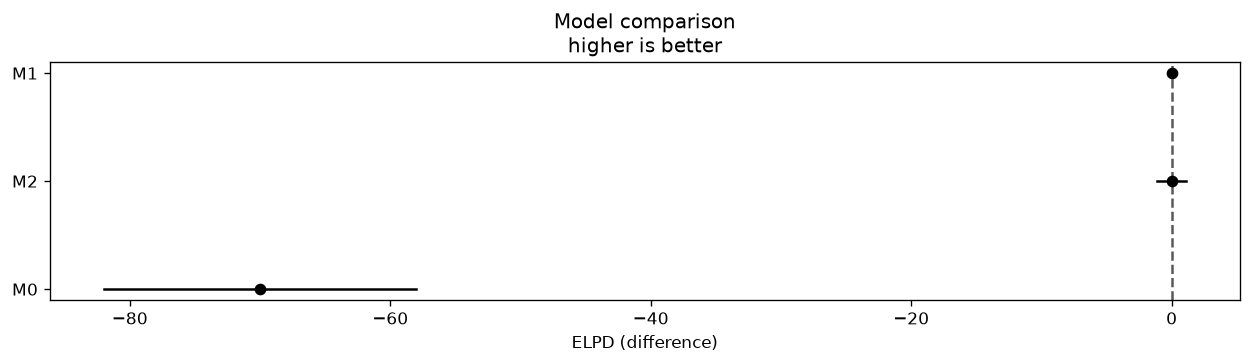 Model comparison
higher is better
M1
M2
M0
−80 −60 −40 −20 0
ELPD (difference)